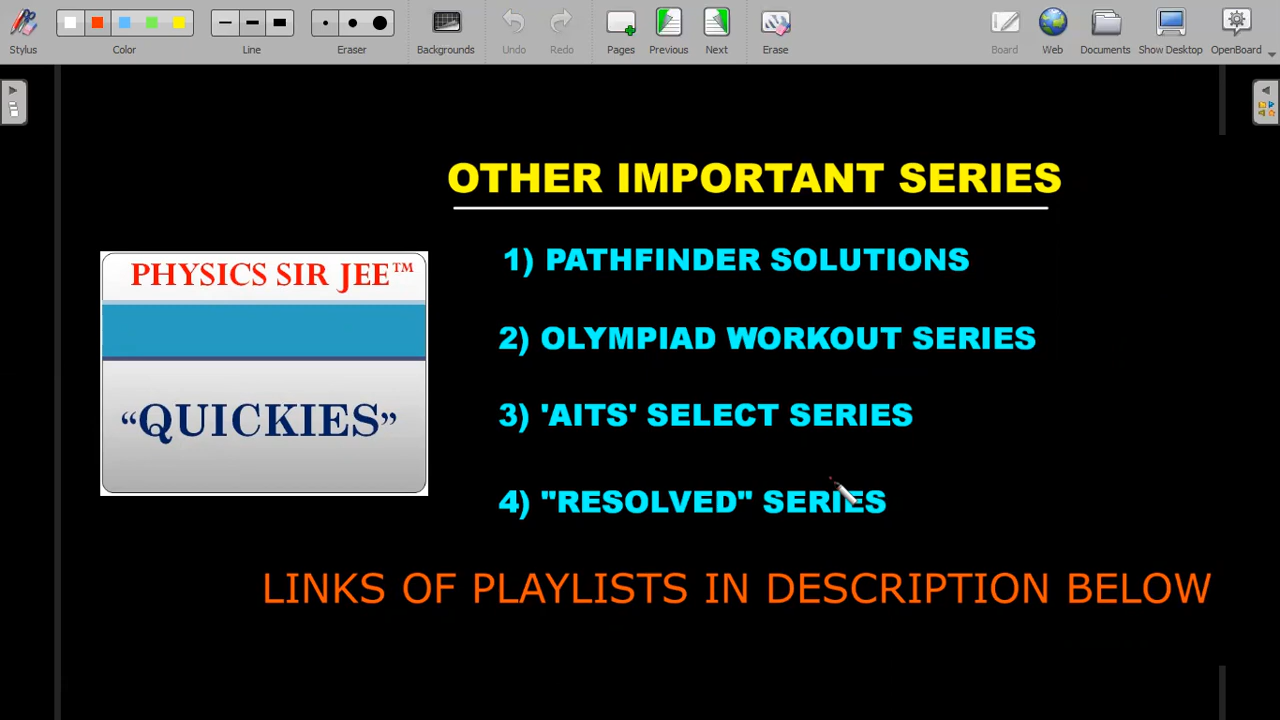 Stylus
Color
Line
Eraser
Backgrounds
Undo
Redo
Pages
Previous
Next
Erase
Board
Web
Documents
Show Desktop
OpenBoard
OTHER IMPORTANT SERIES
PHYSICS SIR JEE™
“QUICKIES”
1) PATHFINDER SOLUTIONS
2) OLYMPIAD WORKOUT SERIES
3) 'AITS' SELECT SERIES
4) "RESOLVED" SERIES
LINKS OF PLAYLISTS IN DESCRIPTION BELOW